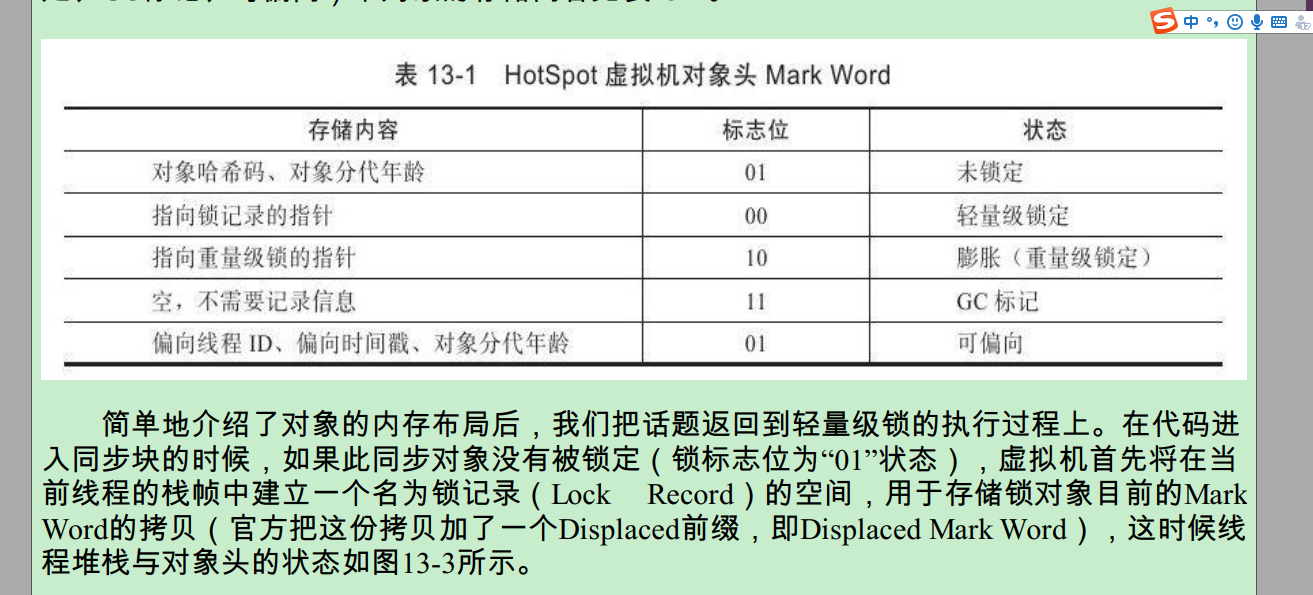 表 13-1 HotSpot 虚拟机对象头 Mark Word
存储内容 标志位 状态
对象哈希码、对象分代年龄 01 未锁定
指向锁记录的指针 00 轻量级锁定
指向重量级锁的指针 10 膨胀（重量级锁定）
空，不需要记录信息 11 GC 标记
偏向线程 ID、偏向时间戳、对象分代年龄 01 可偏向
简单地介绍了对象的内存布局后，我们把话题返回到轻量级锁的执行过程上。在代码进
入同步块的时候，如果此同步对象没有被锁定（锁标志位为“01”状态），虚拟机首先将在当
前线程的栈帧中建立一个名为锁记录（Lock Record）的空间，用于存储锁对象目前的Mark
Word的拷贝（官方把这份拷贝加了一个Displaced前缀，即Displaced Mark Word），这时候线
程堆栈与对象头的状态如图13-3所示。
S 中